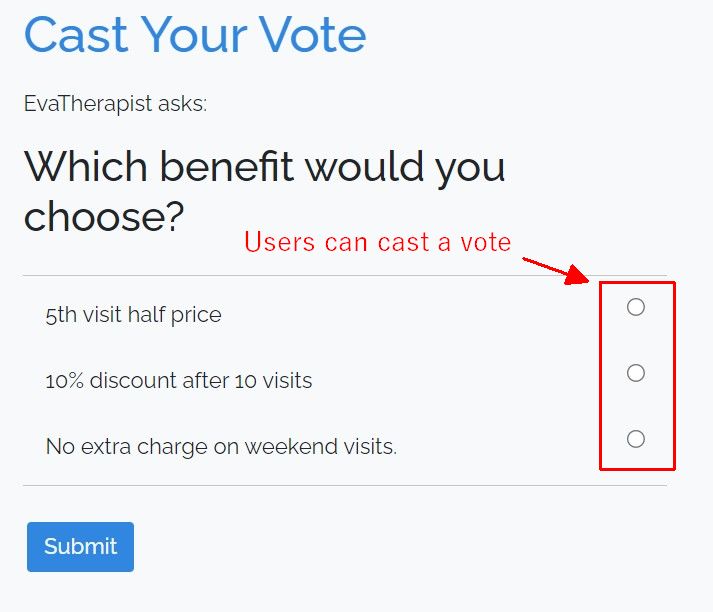 Cast Your Vote
EvaTherapist asks:
Which benefit would you
choose?
Users can cast a vote
5th visit half price
10% discount after 10 visits
No extra charge on weekend visits.
Submit